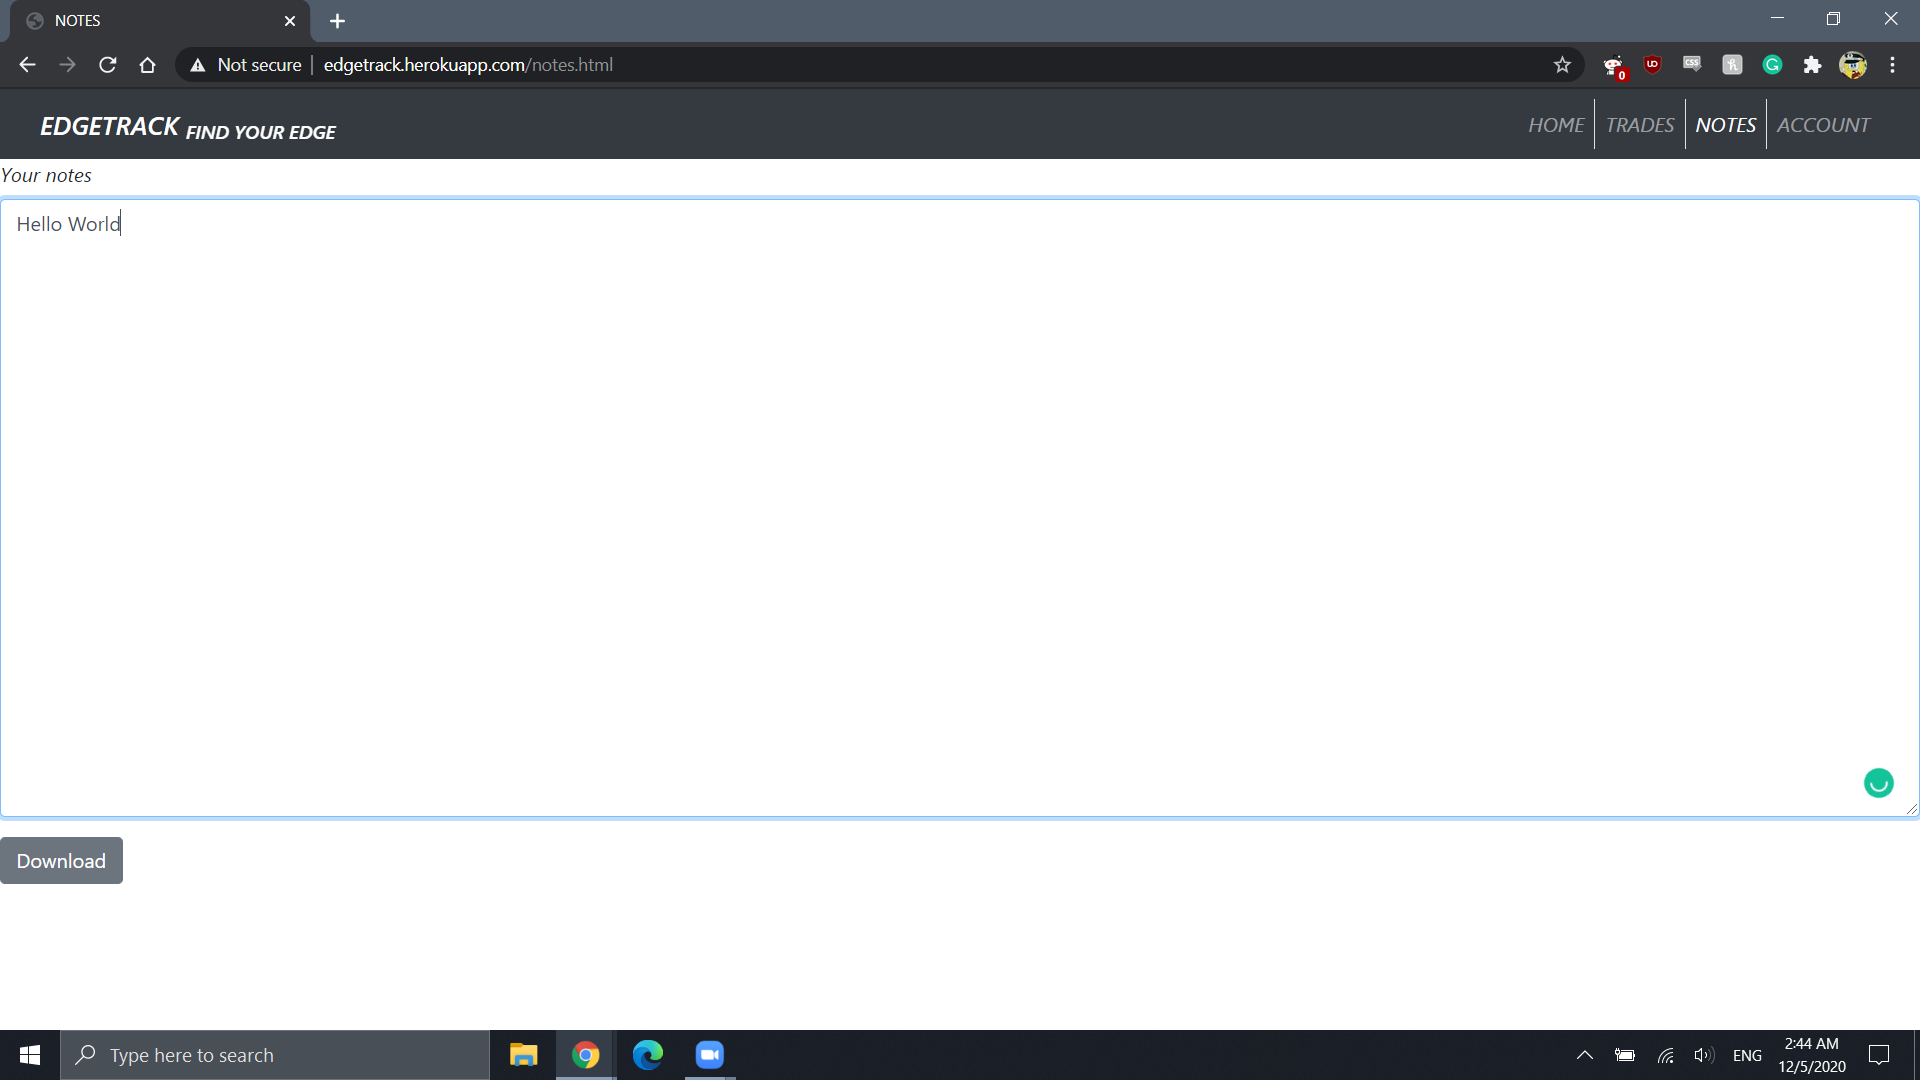 NOTES
Not secure edgetrack.herokuapp.com/notes.html
0
EDGETRACK FIND YOUR EDGE
HOME TRADES NOTES ACCOUNT
Your notes
Hello World
Download
Type here to search
ENG
2:44 AM
12/5/2020